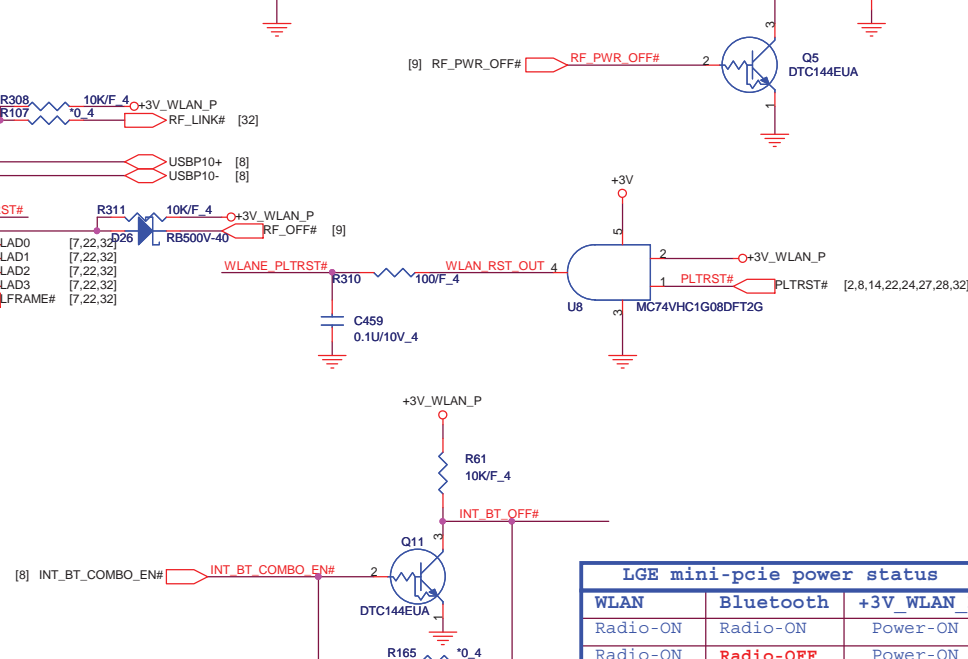 3
Q5
DTC144EUA
[9] RF_PWR_OFF#
RF_PWR_OFF#
2
1
R308
10K/F_4
+3V_WLAN_P
R107
*0_4
RF_LINK# [32]
USBP10+ [8]
USBP10- [8]
+3V
ST#
R311
10K/F_4
+3V_WLAN_P
D26
RB500V-40
RF_OFF# [9]
5
LAD0 [7,22,32]
LAD1 [7,22,32]
LAD2 [7,22,32]
LAD3 [7,22,32]
LFRAME# [7,22,32]
WLANE_PLTRST#
R310
100/F_4
WLAN_RST_OUT
4
2
+3V_WLAN_P
1
PLTRST#
PLTRST# [2,8,14,22,24,27,28,32]
U8
3
MC74VHC1G08DFT2G
C459
0.1U/10V_4
+3V_WLAN_P
R61
10K/F_4
INT_BT_OFF#
Q11
3
[8] INT_BT_COMBO_EN#
INT_BT_COMBO_EN#
2
DTC144EUA
1
R165
*0_4
LGE mini-pcie power status
WLAN Bluetooth +3V_WLAN_
Radio-ON Radio-ON Power-ON
Radio-ON Radio-OFF Power-ON